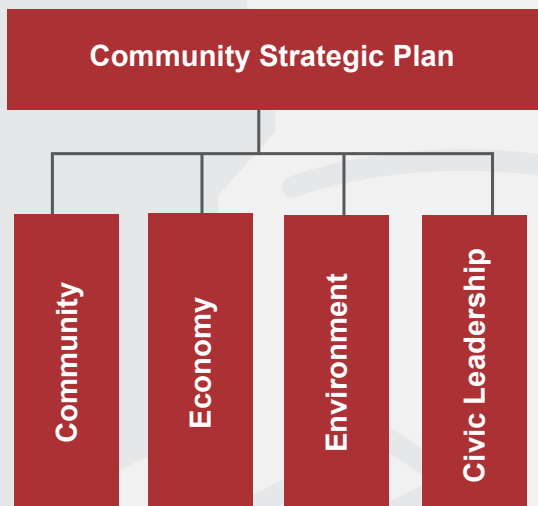 Community Strategic Plan
Community
Economy
Environment
Civic Leadership